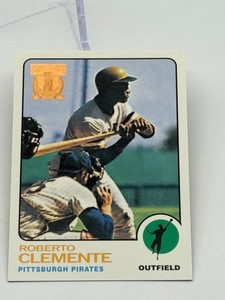 ROBERTO
CLEMENTE
PITTSBURGH PIRATES
OUTFIELD